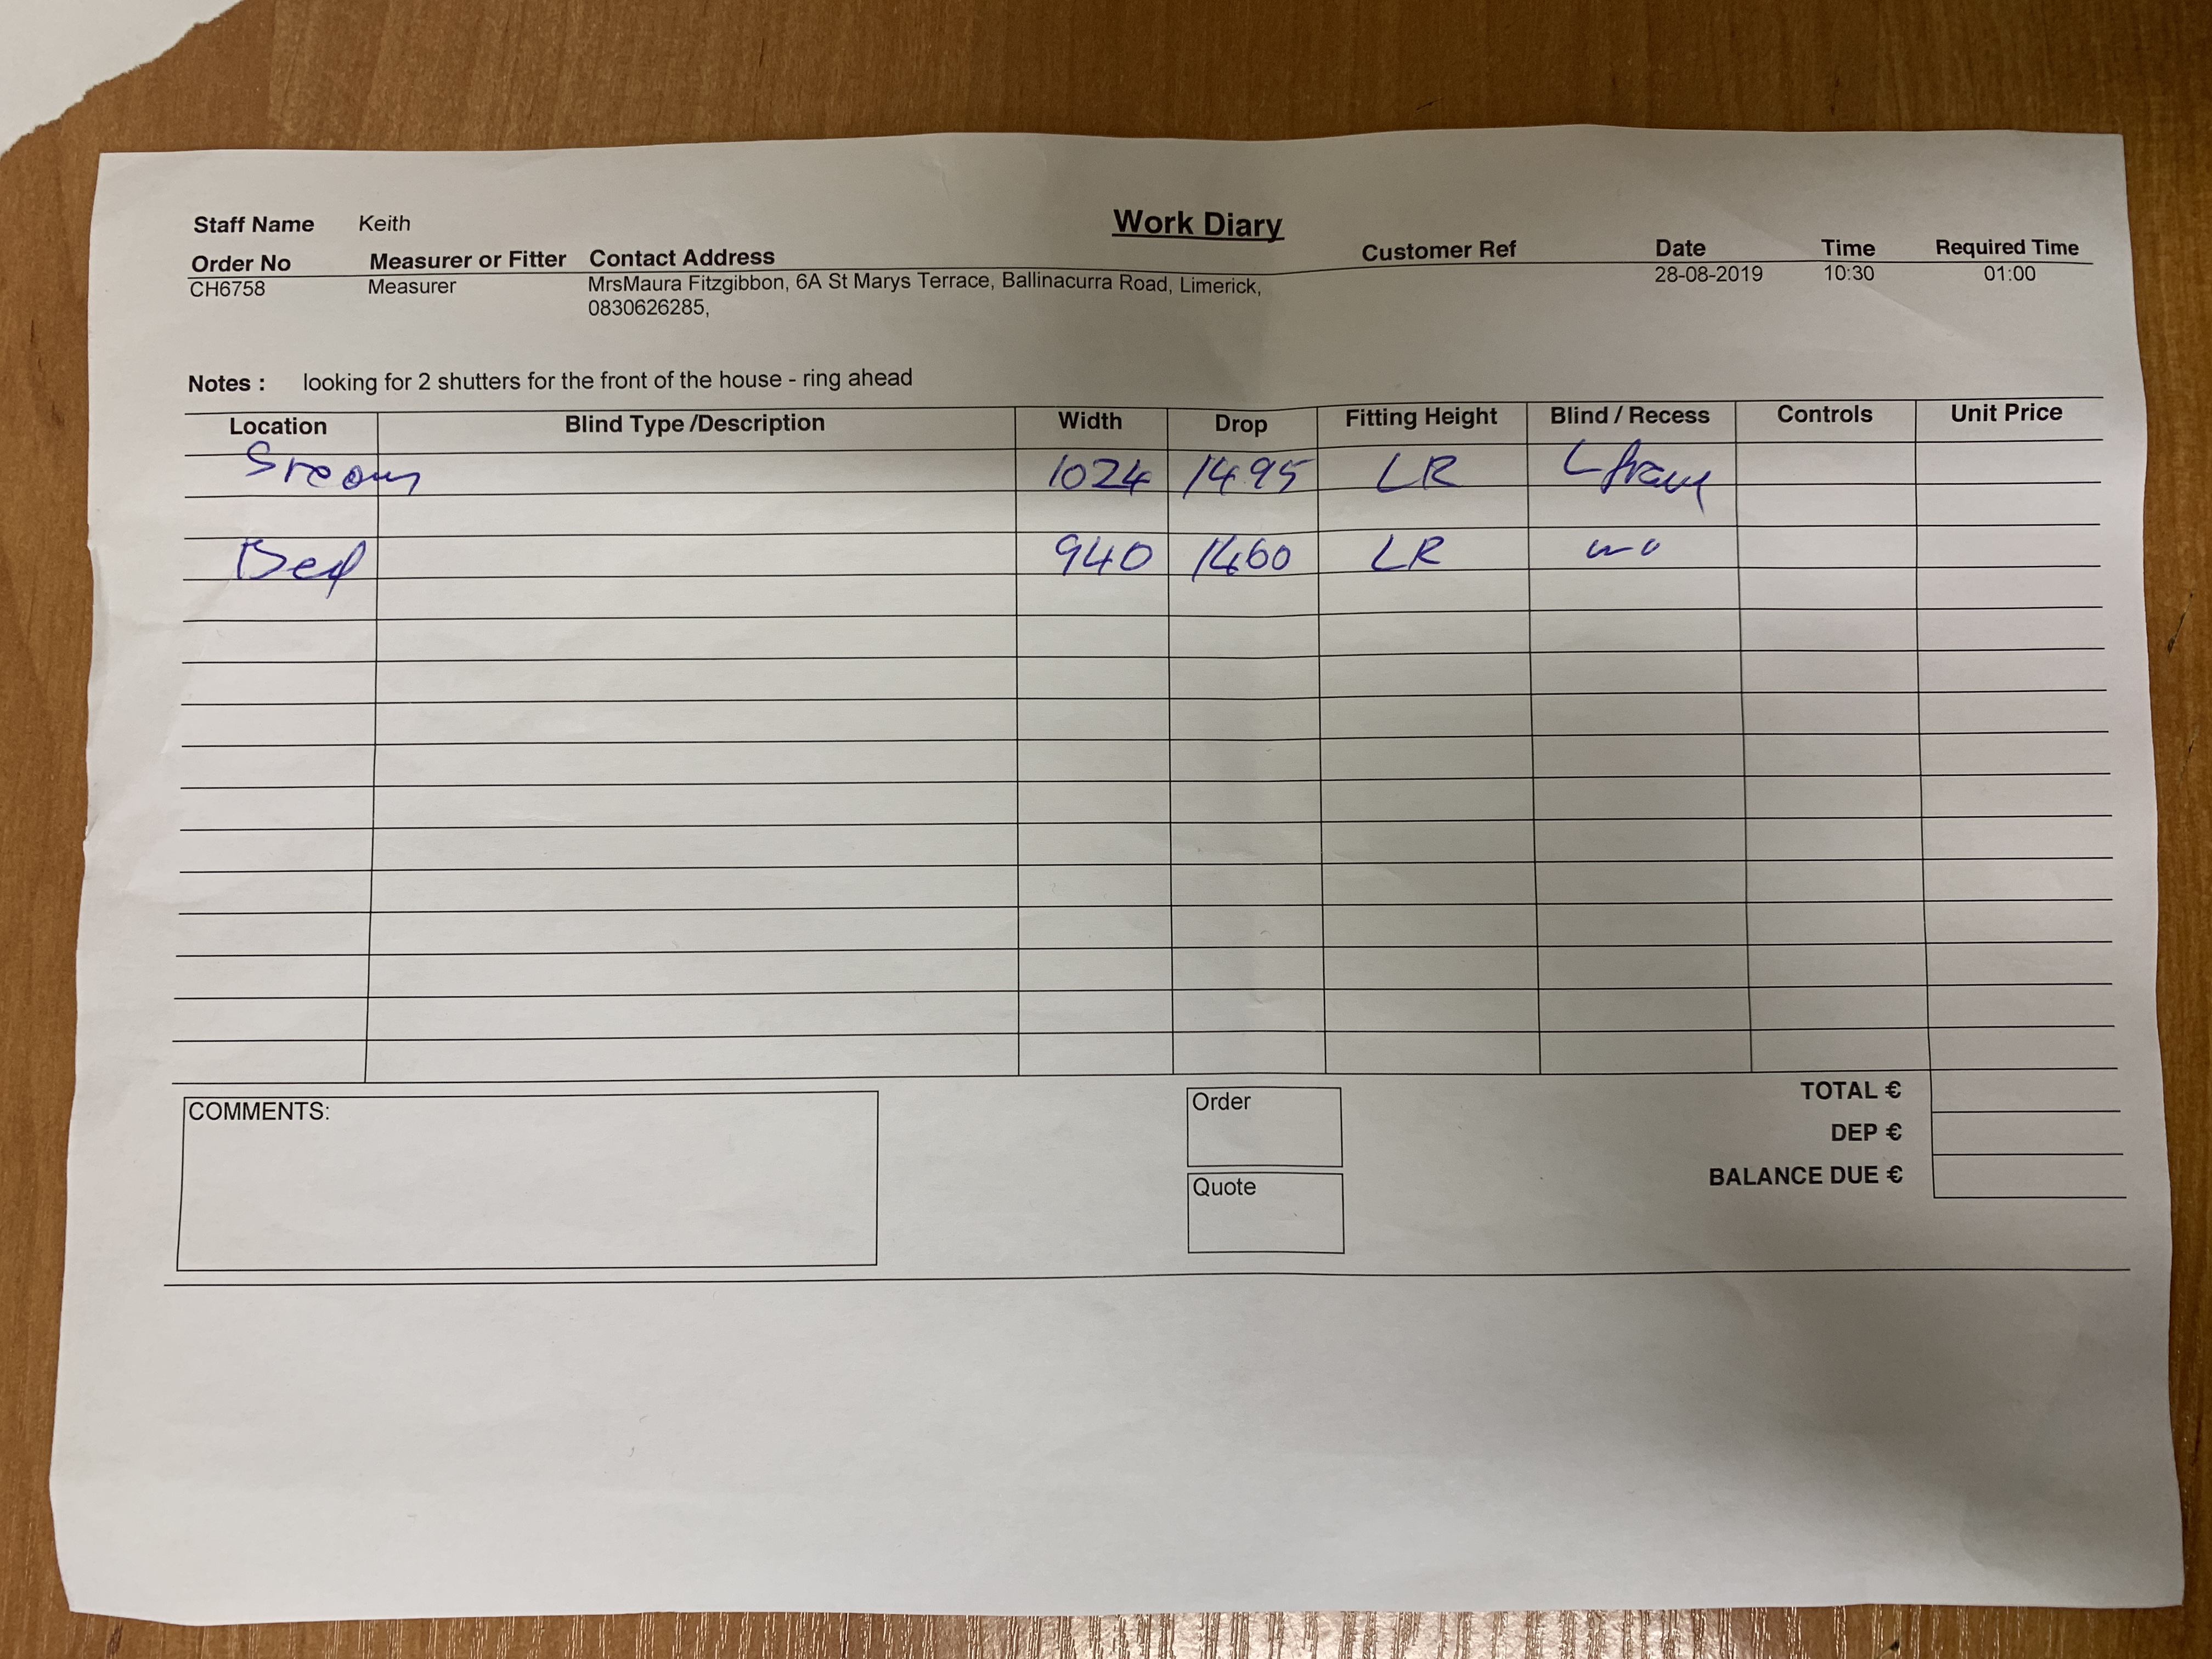 Work Diary
Staff Name Keith
Order No Measurer or Fitter Contact Address Customer Ref Date Time Required Time
CH6758 Measurer MrsMaura Fitzgibbon, 6A St Marys Terrace, Ballinacurra Road, Limerick, 28-08-2019 10:30 01:00
0830626285,
Notes : looking for 2 shutters for the front of the house - ring ahead
Location Blind Type /Description Width Drop Fitting Height Blind / Recess Controls Unit Price
Sroom 1024 1495 LR L frame
Bed 940 1460 LR
COMMENTS:
Order
Quote
TOTAL €
DEP €
BALANCE DUE €